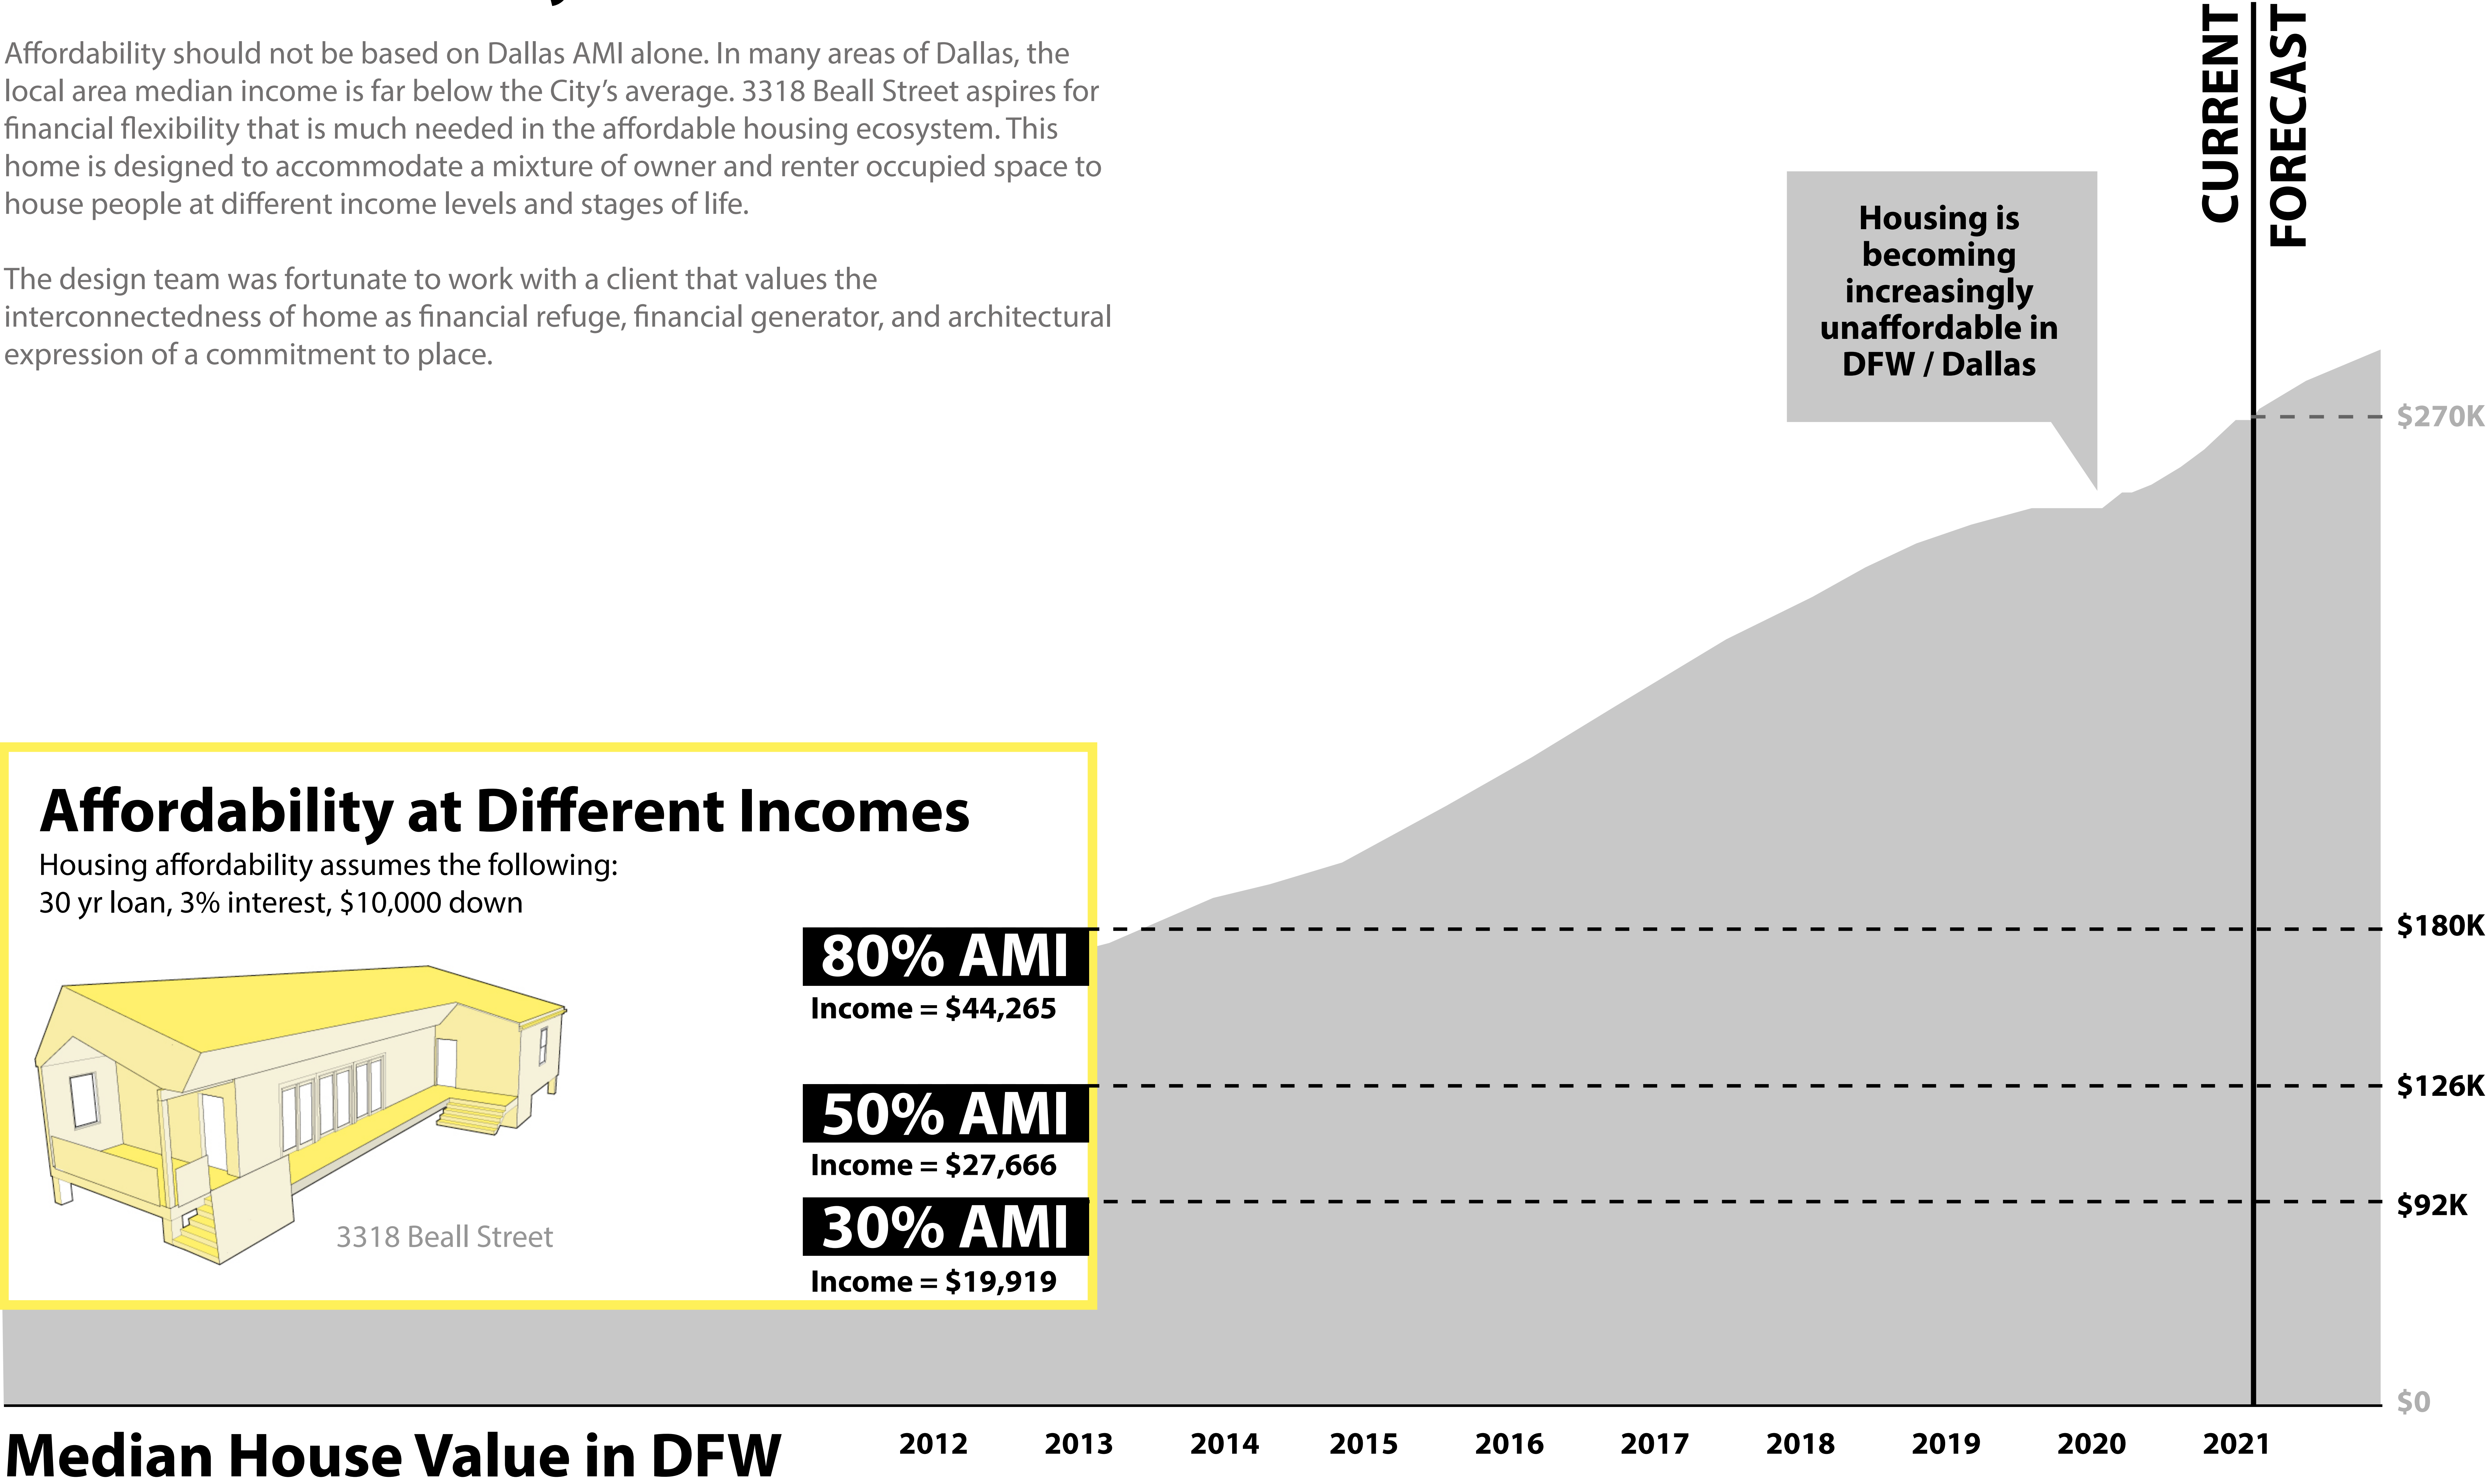 Affordability should not be based on Dallas AMI alone. In many areas of Dallas, the
local area median income is far below the City’s average. 3318 Beall Street aspires for
financial flexibility that is much needed in the affordable housing ecosystem. This
home is designed to accommodate a mixture of owner and renter occupied space to
house people at different income levels and stages of life.
The design team was fortunate to work with a client that values the
interconnectedness of home as financial refuge, financial generator, and architectural
expression of a commitment to place.
CURRENT
FORECAST
Housing is
becoming
increasingly
unaffordable in
DFW / Dallas
$270K
Affordability at Different Incomes
Housing affordability assumes the following:
30 yr loan, 3% interest, $10,000 down
80% AMI
Income = $44,265
$180K
50% AMI
Income = $27,666
$126K
30% AMI
Income = $19,919
$92K
3318 Beall Street
$0
Median House Value in DFW
2012 2013 2014 2015 2016 2017 2018 2019 2020 2021